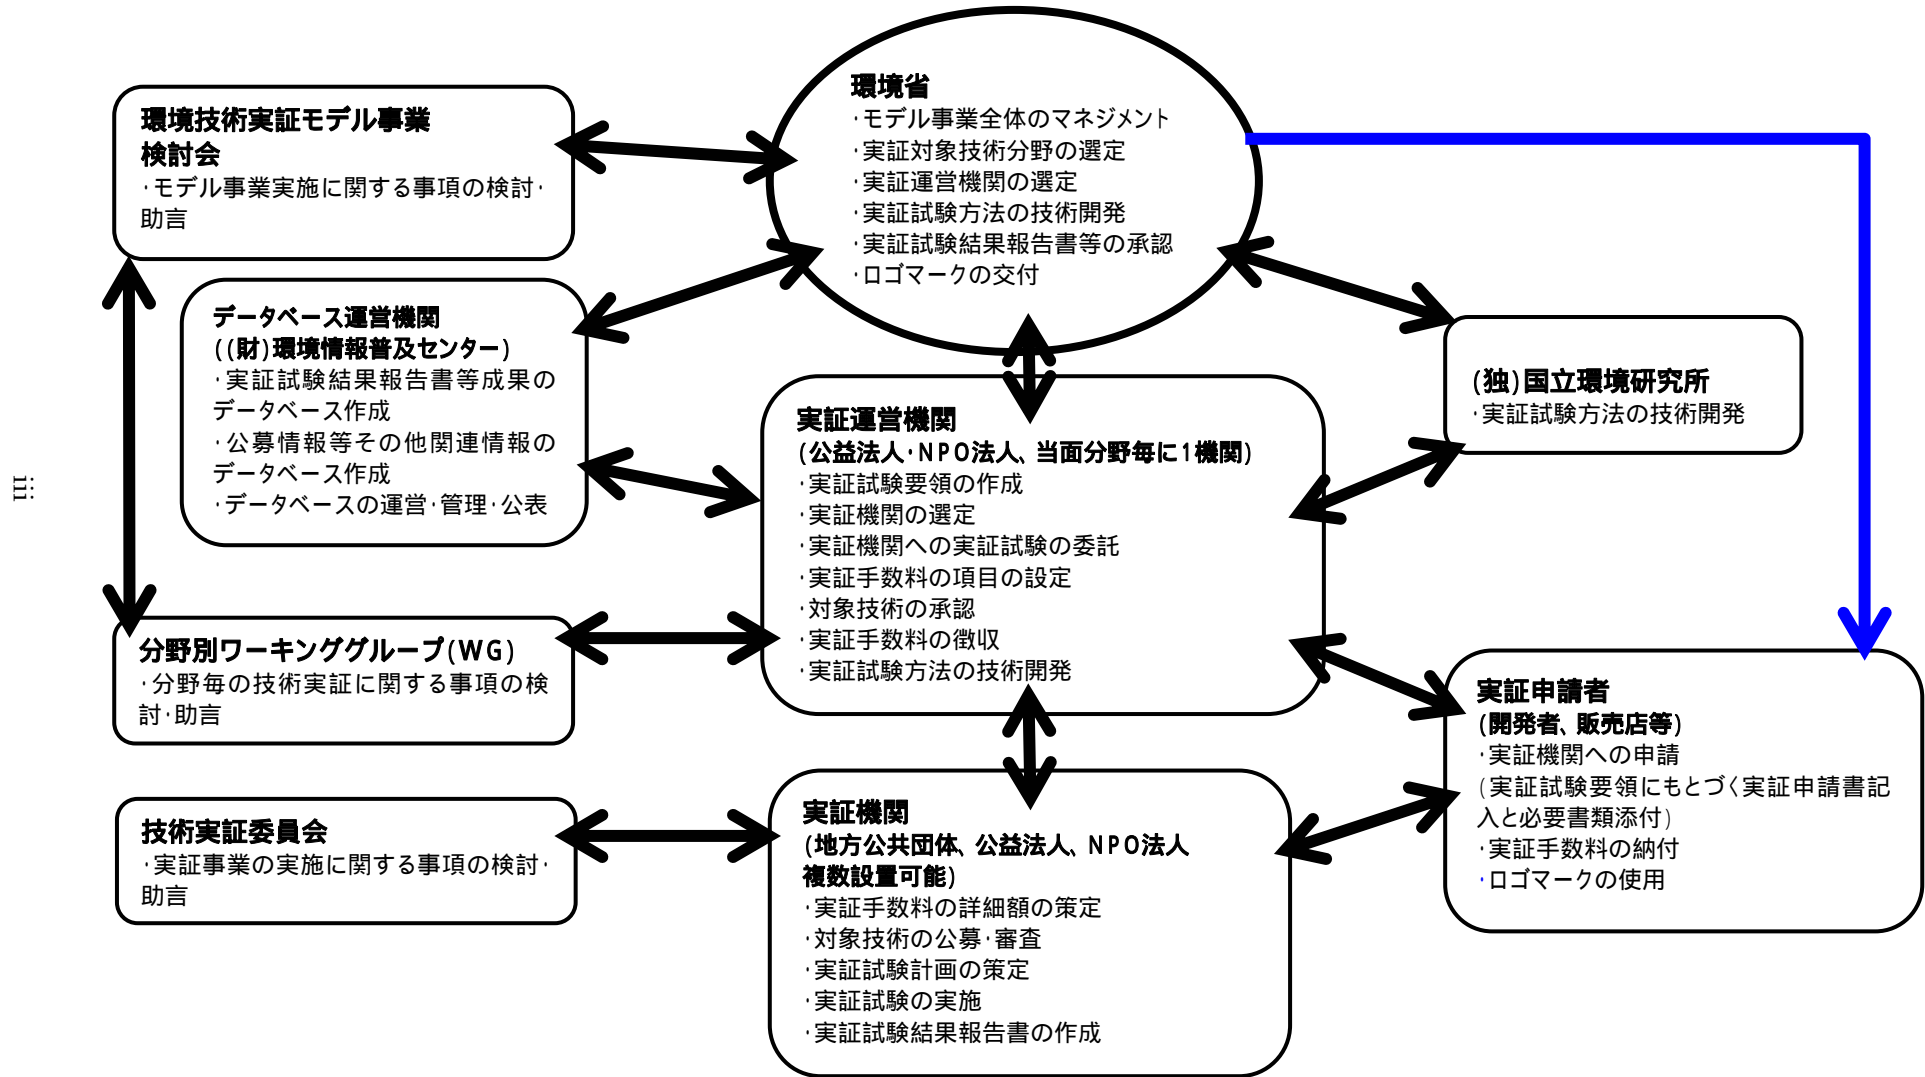 環境省
・モデル事業全体のマネジメント
・実証対象技術分野の選定
・実証運営機関の選定
・実証試験方法の技術開発
・実証試験結果報告書等の承認
・ロゴマークの交付
環境技術実証モデル事業
検討会
・モデル事業実施に関する事項の検討・
助言
データベース運営機関
((財)環境情報普及センター)
・実証試験結果報告書等成果の
データベース作成
・公募情報等その他関連情報の
データベース作成
・データベースの運営・管理・公表
(独)国立環境研究所
・実証試験方法の技術開発
実証運営機関
(公益法人・NPO法人、当面分野毎に1機関)
・実証試験要領の作成
・実証機関の選定
・実証機関への実証試験の委託
・実証手数料の項目の設定
・対象技術の承認
・実証手数料の徴収
・実証試験方法の技術開発
iii
分野別ワーキンググループ(WG)
・分野毎の技術実証に関する事項の検
討・助言
実証申請者
(開発者、販売店等)
・実証機関への申請
(実証試験要領にもとづく実証申請書記
入と必要書類添付)
・実証手数料の納付
・ロゴマークの使用
技術実証委員会
・実証事業の実施に関する事項の検討・
助言
実証機関
(地方公共団体、公益法人、NPO法人
複数設置可能)
・実証手数料の詳細額の策定
・対象技術の公募・審査
・実証試験計画の策定
・実証試験の実施
・実証試験結果報告書の作成